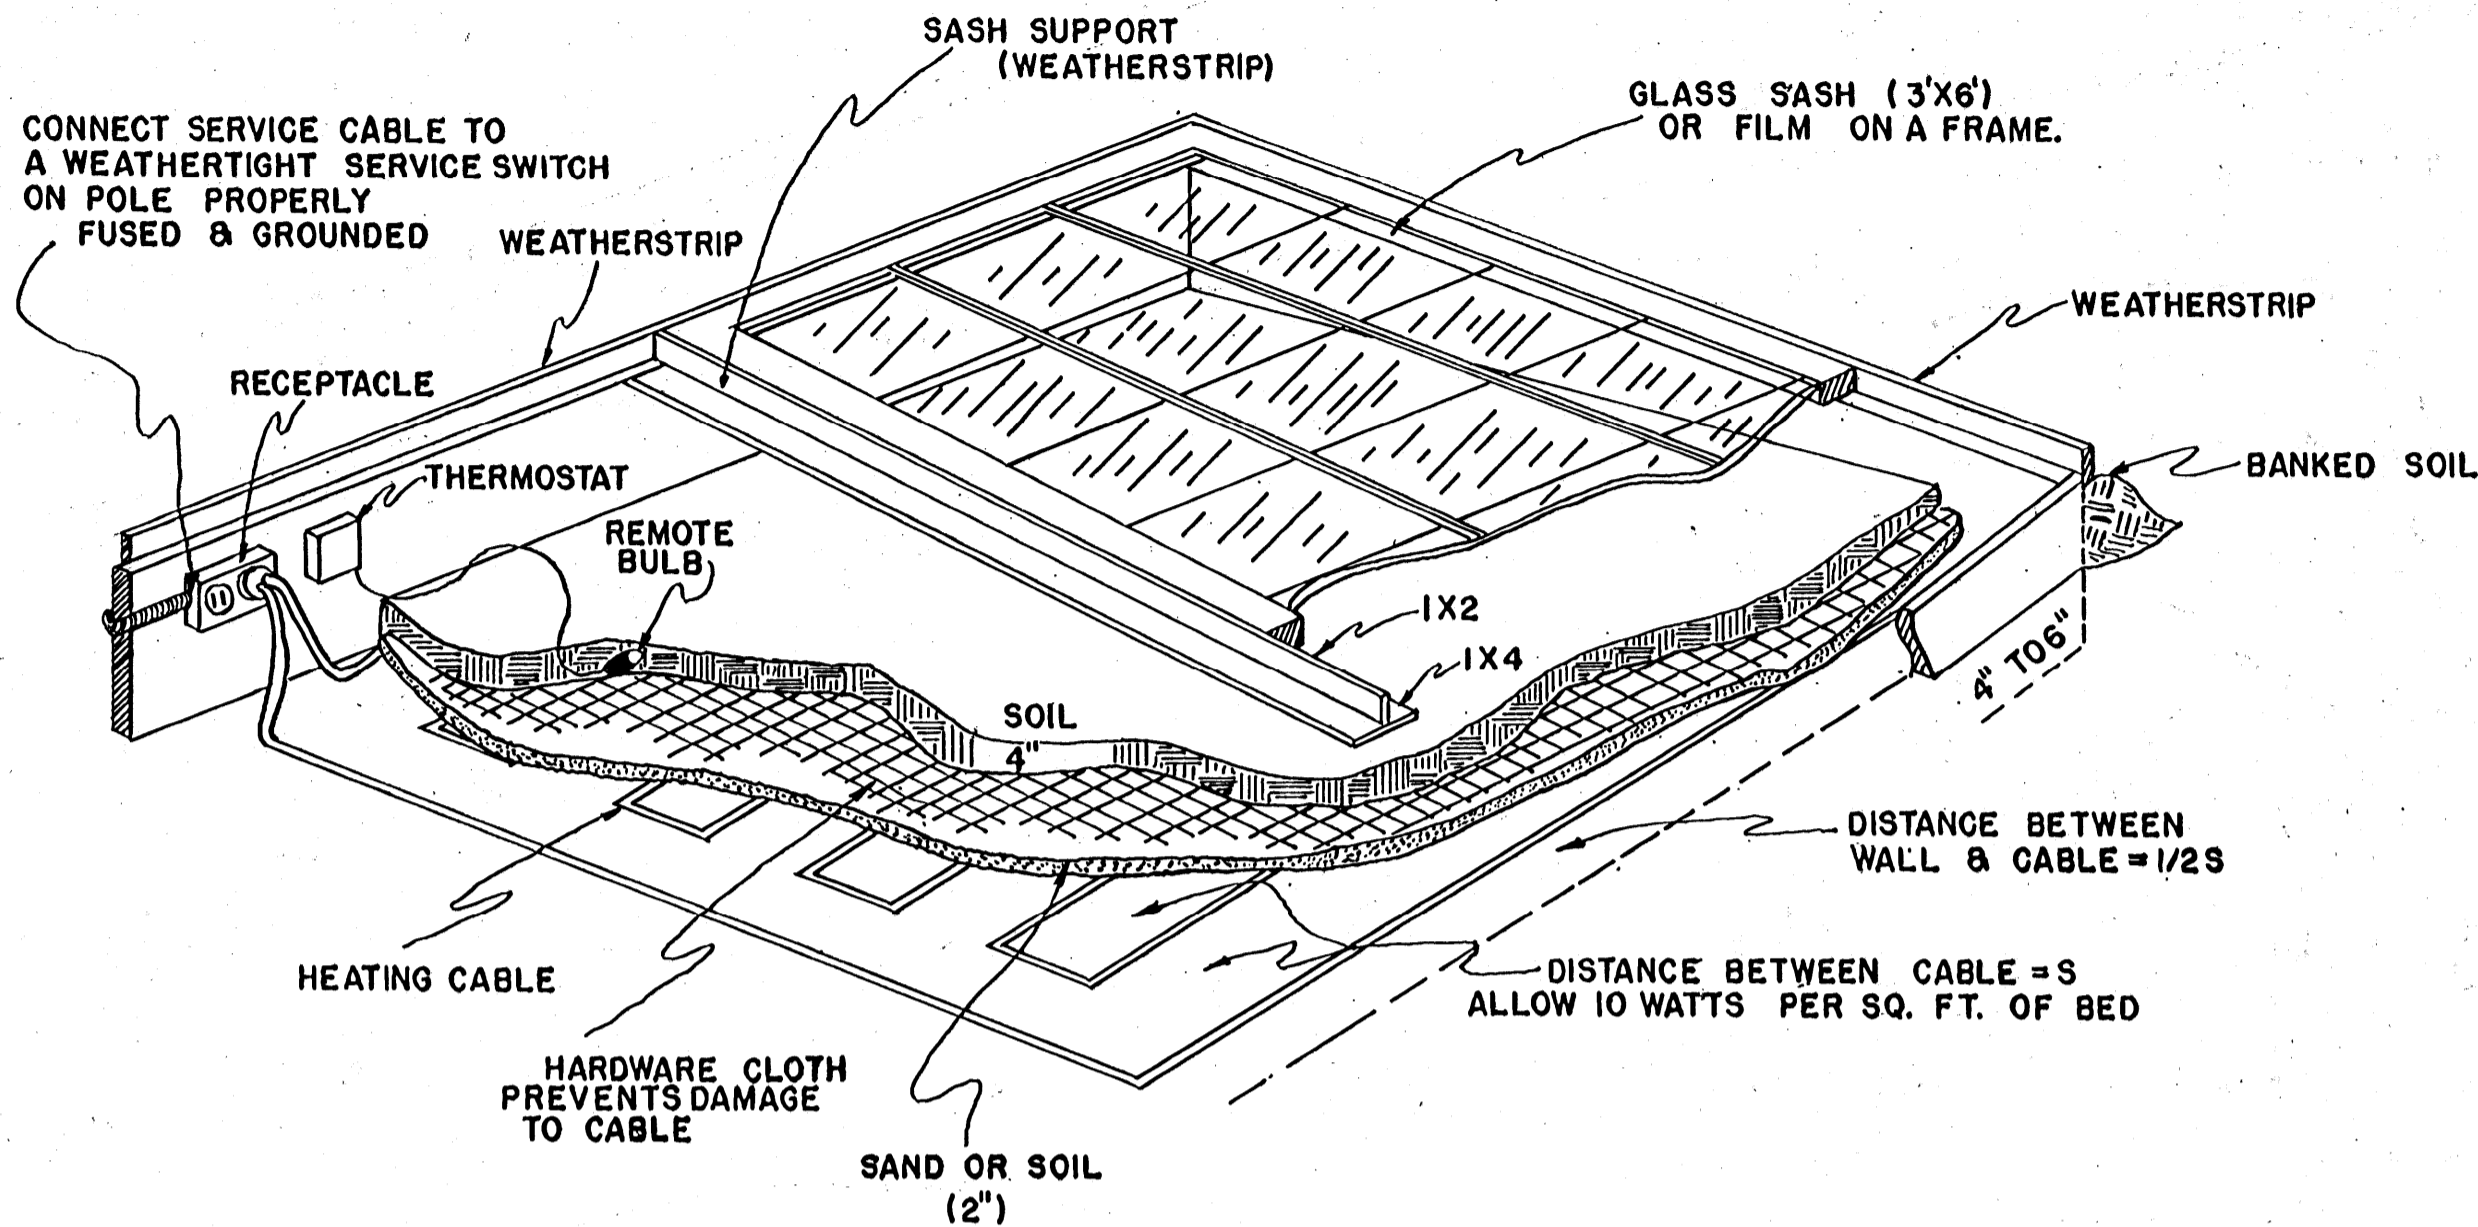 SASH SUPPORT
(WEATHERSTRIP)
GLASS SASH (3'X6')
OR FILM ON A FRAME.
CONNECT SERVICE CABLE TO
A WEATHERTIGHT SERVICE SWITCH
ON POLE PROPERLY
FUSED & GROUNDED
WEATHERSTRIP
WEATHERSTRIP
RECEPTACLE
BANKED SOIL
THERMOSTAT
REMOTE
BULB
1X2
1X4
4" TO 6"
SOIL
4"
DISTANCE BETWEEN
WALL & CABLE = 1/2 S
HEATING CABLE
DISTANCE BETWEEN CABLE = S
ALLOW 10 WATTS PER SQ. FT. OF BED
HARDWARE CLOTH
PREVENTS DAMAGE
TO CABLE
SAND OR SOIL
(2")